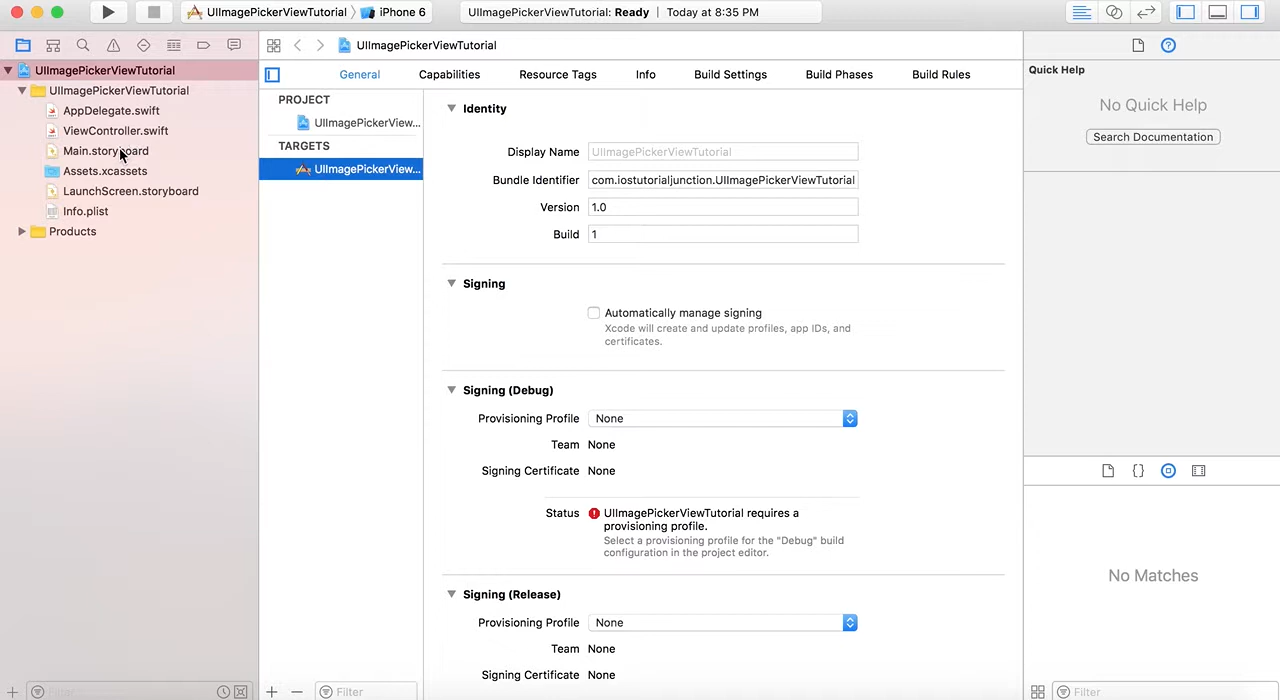 UIImagePickerViewTutorial
iPhone 6
UIImagePickerViewTutorial: Ready | Today at 8:35 PM
UIImagePickerViewTutorial
UIImagePickerViewTutorial
AppDelegate.swift
ViewController.swift
Main.storyboard
Assets.xcassets
LaunchScreen.storyboard
Info.plist
Products
Filter
UIImagePickerViewTutorial
General
Capabilities
Resource Tags
Info
Build Settings
Build Phases
Build Rules
PROJECT
UIImagePickerView...
TARGETS
UIImagePickerView...
Filter
Identity
Display Name UIImagePickerViewTutorial
Bundle Identifier com.iostutorialjunction.UIImagePickerViewTutorial
Version 1.0
Build 1
Signing
Automatically manage signing
Xcode will create and update profiles, app IDs, and
certificates.
Signing (Debug)
Provisioning Profile None
Team None
Signing Certificate None
Status UIImagePickerViewTutorial requires a
provisioning profile.
Select a provisioning profile for the "Debug" build
configuration in the project editor.
Signing (Release)
Provisioning Profile None
Team None
Signing Certificate None
Quick Help
No Quick Help
Search Documentation
No Matches
Filter